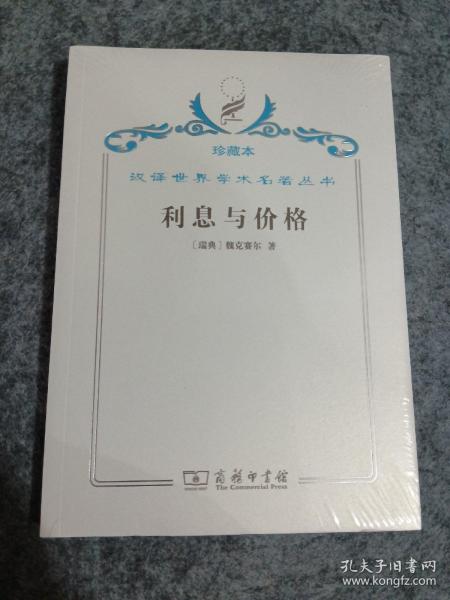 珍藏本
汉译世界学术名著丛书
利息与价格
〔瑞典〕魏克赛尔 著
商务印书馆
The Commercial Press
孔夫子旧书网
www.kongfz.com